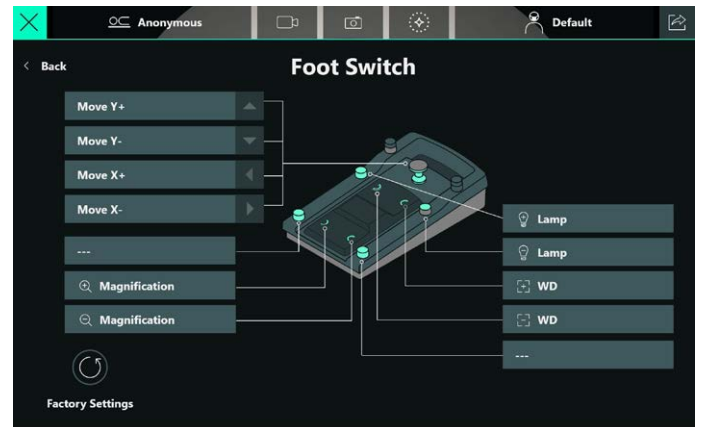 Anonymous
Default
Back
Foot Switch
Move Y+
Move Y-
Move X+
Move X-
---
Magnification
Magnification
Lamp
Lamp
WD
WD
---
Factory Settings